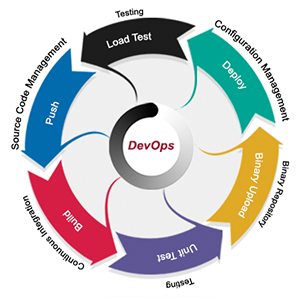 Testing
Load Test
Configuration Management
Deploy
Binary Repository
Binary Upload
Testing
Unit Test
Continuous Integration
Build
Source Code Management
Push
DevOps